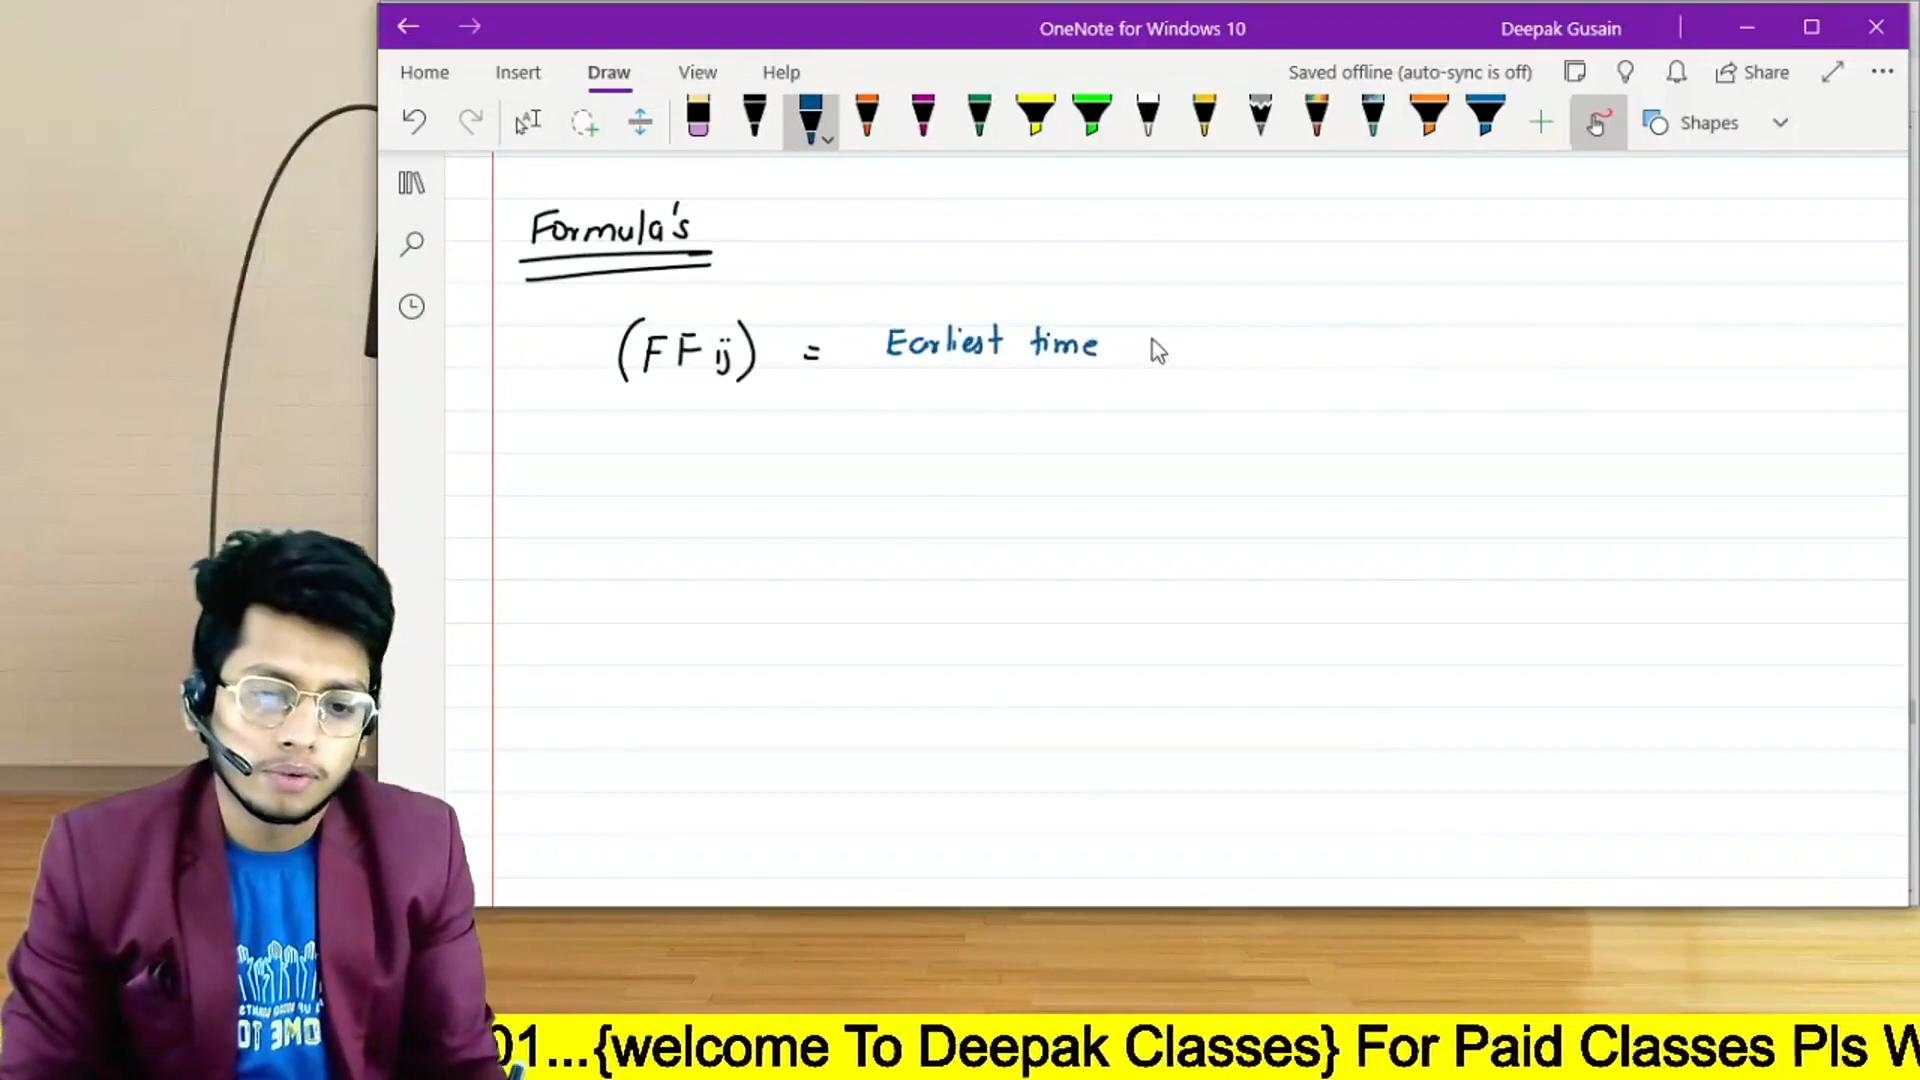 OneNote for Windows 10
Deepak Gusain
Home Insert Draw View Help
Saved offline (auto-sync is off)
Share
Shapes
Formula's
(FFij) = Earliest time
01...{welcome To Deepak Classes} For Paid Classes Pls W